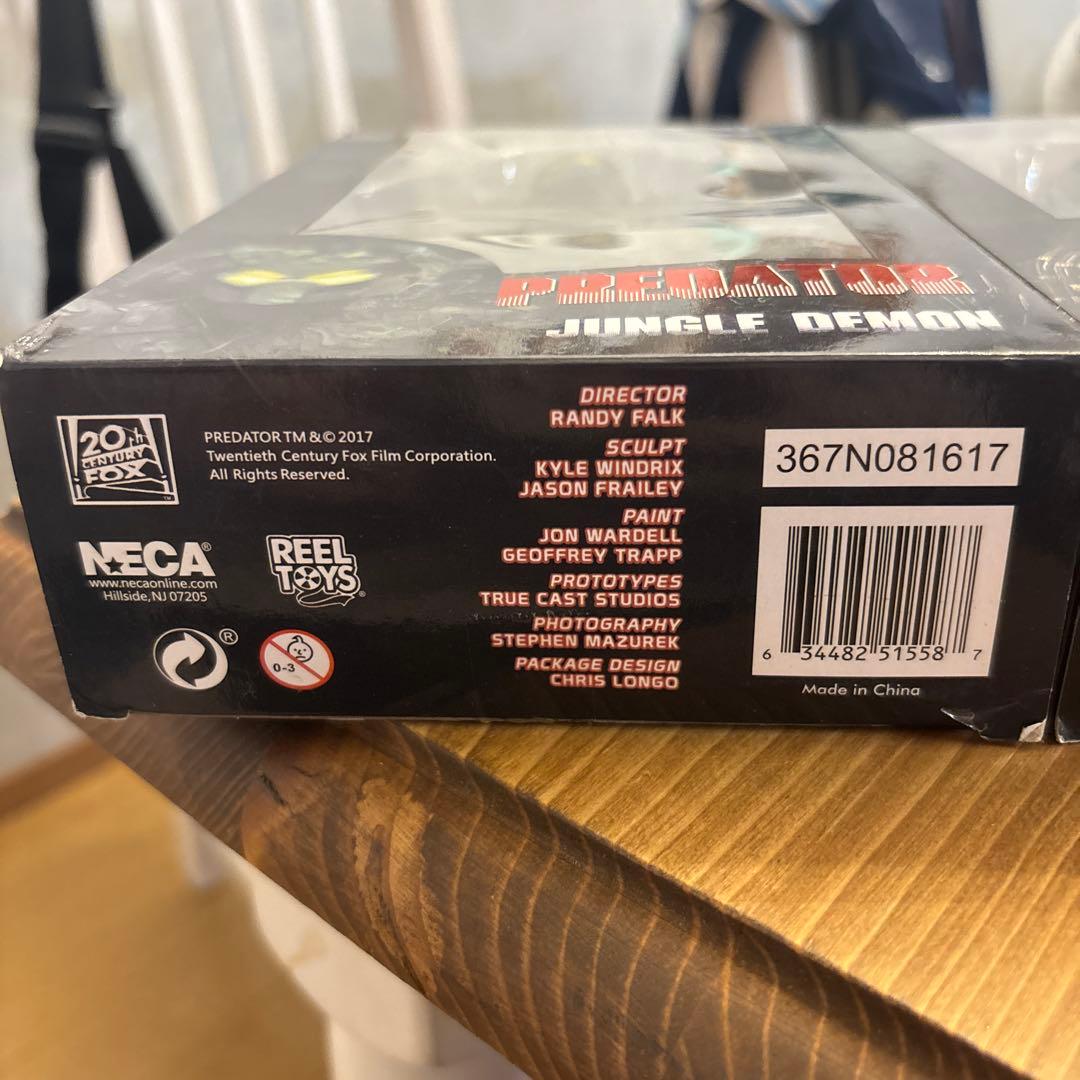 PREDATOR
JUNGLE DEMON
20th
CENTURY
FOX
TM
PREDATOR TM & © 2017
Twentieth Century Fox Film Corporation.
All Rights Reserved.
NECA®
www.necaonline.com
Hillside, NJ 07205
REEL
TOYS®
®
0-3
DIRECTOR
RANDY FALK
SCULPT
KYLE WINDRIX
JASON FRAILEY
PAINT
JON WARDELL
GEOFFREY TRAPP
PROTOTYPES
TRUE CAST STUDIOS
PHOTOGRAPHY
STEPHEN MAZUREK
PACKAGE DESIGN
CHRIS LONGO
367N081617
6 34482 51558 7
Made in China